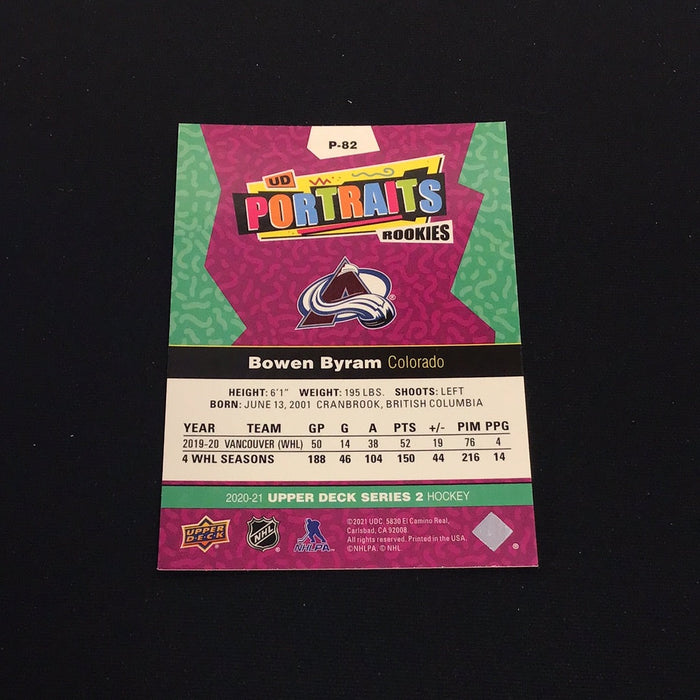 P-82
UD
PORTRAITS
ROOKIES
A
®
Bowen Byram Colorado
HEIGHT: 6'1" WEIGHT: 195 LBS. SHOOTS: LEFT
BORN: JUNE 13, 2001 CRANBROOK, BRITISH COLUMBIA
YEAR TEAM GP G A PTS +/- PIM PPG
2019-20 VANCOUVER (WHL) 50 14 38 52 19 76 4
4 WHL SEASONS 188 46 104 150 44 216 14
2020-21 UPPER DECK SERIES 2 HOCKEY
UPPER DECK
NHL
NHLPA
©2021 UDC. 5830 El Camino Real,
Carlsbad, CA 92008.
All rights reserved. Printed in the USA.
©NHLPA. © NHL.
®